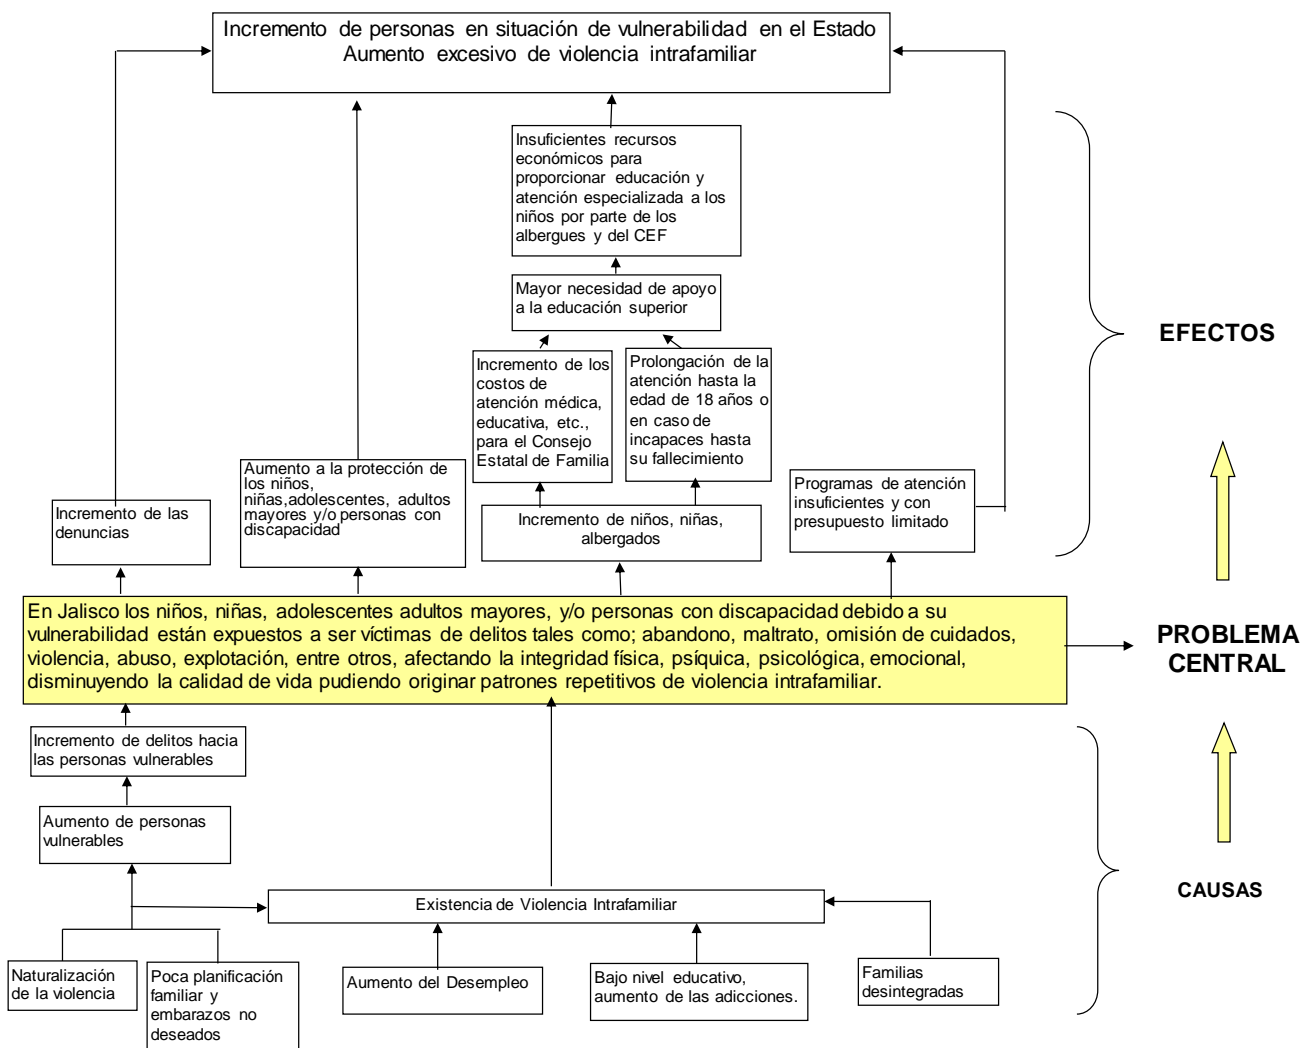 Incremento de personas en situación de vulnerabilidad en el Estado
Aumento excesivo de violencia intrafamiliar
Insuficientes recursos
económicos para
proporcionar educación y
atención especializada a los
niños por parte de los
albergues y del CEF
Mayor necesidad de apoyo
a la educación superior
EFECTOS
Incremento de los
costos de
atención médica,
educativa, etc.,
para el Consejo
Estatal de Familia
Prolongación de la
atención hasta la
edad de 18 años o
en caso de
incapaces hasta
su fallecimiento
Incremento de las
denuncias
Aumento a la protección de
los niños,
niñas,adolescentes, adultos
mayores y/o personas con
discapacidad
Incremento de niños, niñas,
albergados
Programas de atención
insuficientes y con
presupuesto limitado
En Jalisco los niños, niñas, adolescentes adultos mayores, y/o personas con discapacidad debido a su
vulnerabilidad están expuestos a ser víctimas de delitos tales como; abandono, maltrato, omisión de cuidados,
violencia, abuso, explotación, entre otros, afectando la integridad física, psíquica, psicológica, emocional,
disminuyendo la calidad de vida pudiendo originar patrones repetitivos de violencia intrafamiliar.
PROBLEMA
CENTRAL
Incremento de delitos hacia
las personas vulnerables
Aumento de personas
vulnerables
CAUSAS
Existencia de Violencia Intrafamiliar
Naturalización
de la violencia
Poca planificación
familiar y
embarazos no
deseados
Aumento del Desempleo
Bajo nivel educativo,
aumento de las adicciones.
Familias
desintegradas